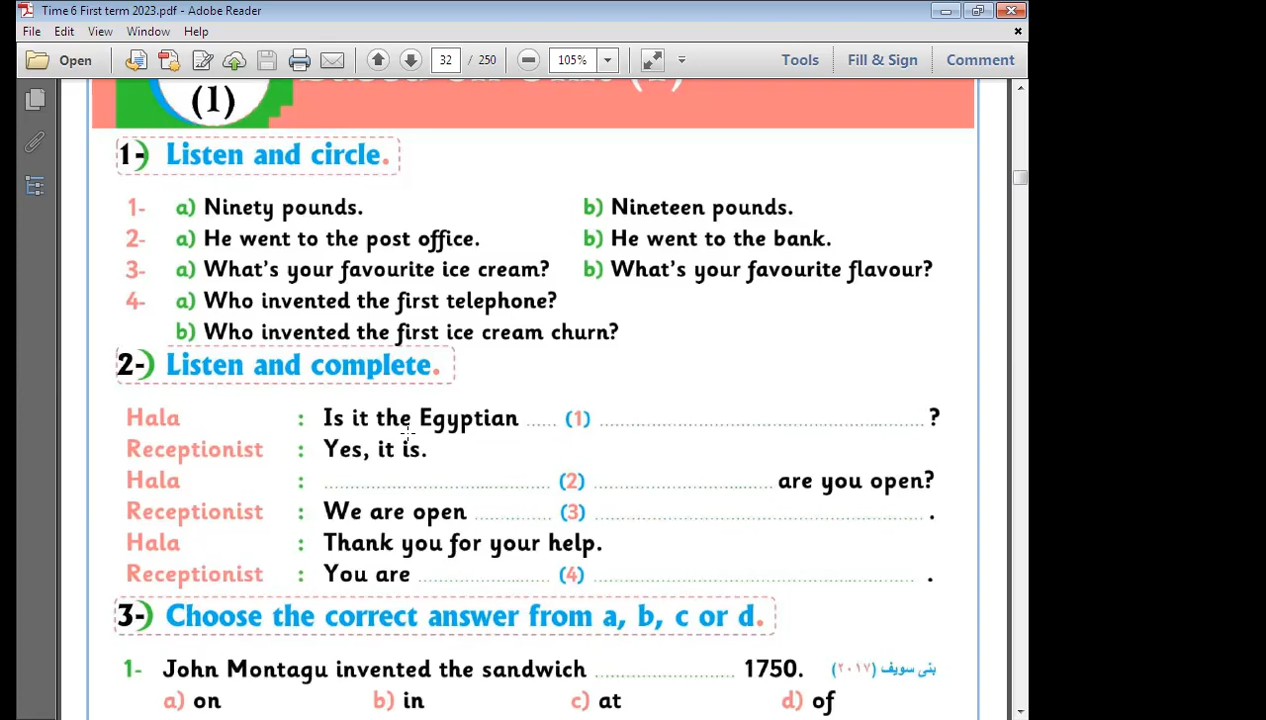 Time 6 First term 2023.pdf - Adobe Reader
File Edit View Window Help
Open 32 / 250 105% Tools Fill & Sign Comment
(1)
1- Listen and circle.
1- a) Ninety pounds. b) Nineteen pounds.
2- a) He went to the post office. b) He went to the bank.
3- a) What's your favourite ice cream? b) What's your favourite flavour?
4- a) Who invented the first telephone?
b) Who invented the first ice cream churn?
2-) Listen and complete.
Hala : Is it the Egyptian ...... (1) ........................................ ?
Receptionist : Yes, it is.
Hala : ............................ (2) ............................ are you open?
Receptionist : We are open .............. (3) ........................................ .
Hala : Thank you for your help.
Receptionist : You are ........................ (4) ........................................ .
3-) Choose the correct answer from a, b, c or d.
1- John Montagu invented the sandwich ........................ 1750. بنى سويف (٢٠١٧)
a) on b) in c) at d) of